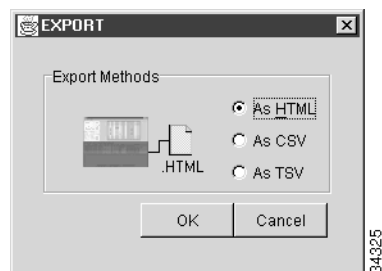 EXPORT
Export Methods
As HTML
As CSV
.HTML
As TSV
OK
Cancel
34325